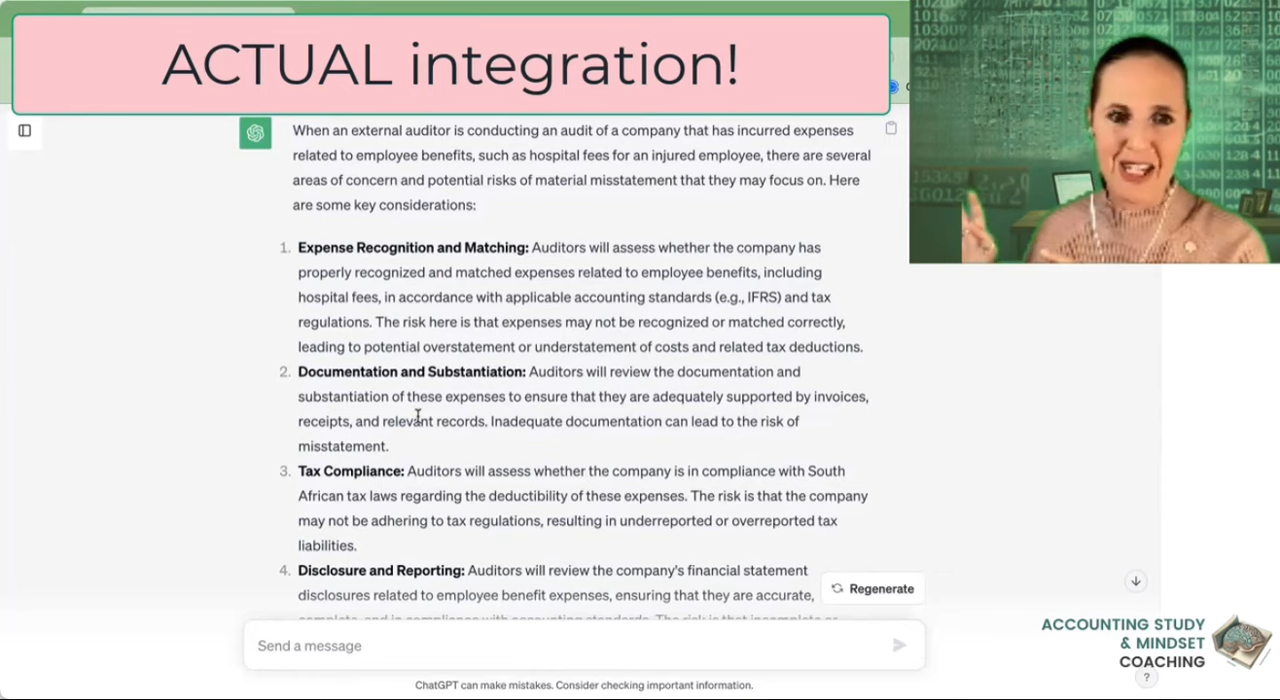 ACTUAL integration!
When an external auditor is conducting an audit of a company that has incurred expenses
related to employee benefits, such as hospital fees for an injured employee, there are several
areas of concern and potential risks of material misstatement that they may focus on. Here
are some key considerations:
1. Expense Recognition and Matching: Auditors will assess whether the company has
properly recognized and matched expenses related to employee benefits, including
hospital fees, in accordance with applicable accounting standards (e.g., IFRS) and tax
regulations. The risk here is that expenses may not be recognized or matched correctly,
leading to potential overstatement or understatement of costs and related tax deductions.
2. Documentation and Substantiation: Auditors will review the documentation and
substantiation of these expenses to ensure that they are adequately supported by invoices,
receipts, and relevant records. Inadequate documentation can lead to the risk of
misstatement.
3. Tax Compliance: Auditors will assess whether the company is in compliance with South
African tax laws regarding the deductibility of these expenses. The risk is that the company
may not be adhering to tax regulations, resulting in underreported or overreported tax
liabilities.
4. Disclosure and Reporting: Auditors will review the company's financial statement
disclosures related to employee benefit expenses, ensuring that they are accurate,
Regenerate
Send a message
ChatGPT can make mistakes. Consider checking important information.
ACCOUNTING STUDY
& MINDSET
COACHING
?